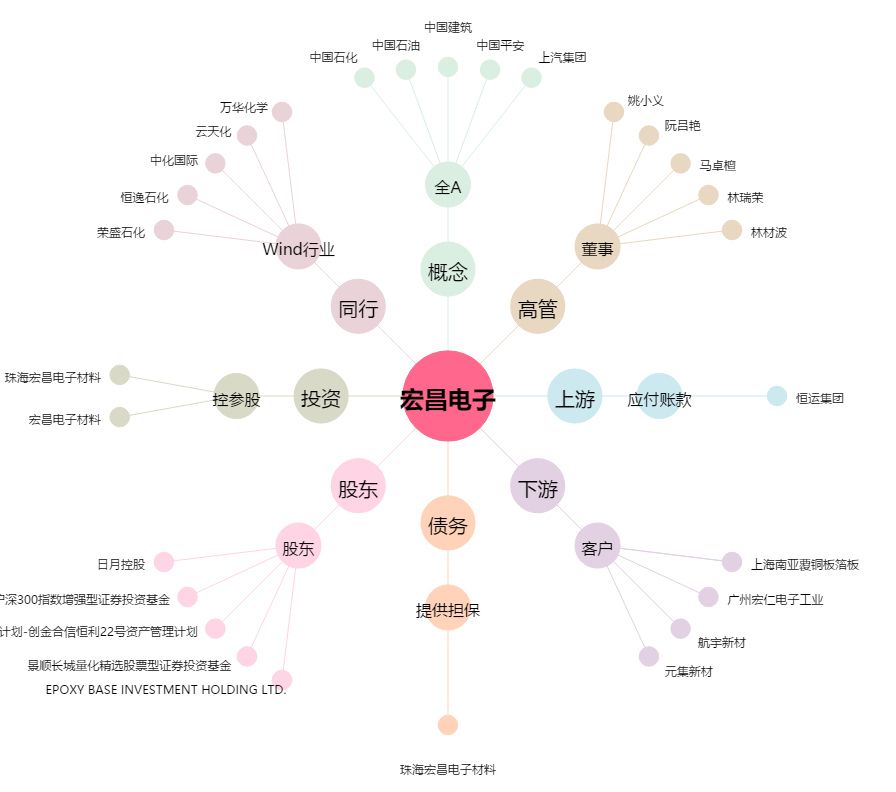 中国建筑
中国石油
中国平安
中国石化
上汽集团
万华化学
姚小义
云天化
阮吕艳
中化国际
马卓檀
恒逸石化
林瑞荣
荣盛石化
林材波
全A
Wind行业
董事
概念
同行
高管
珠海宏昌电子材料
宏昌电子材料
控参股
投资
宏昌电子
上游
应付账款
恒运集团
股东
下游
债务
股东
客户
日月控股
上海南亚覆铜板箔板
沪深300指数增强型证券投资基金
广州宏仁电子工业
提供担保
计划-创金合信恒利22号资产管理计划
航宇新材
景顺长城量化精选股票型证券投资基金
元集新材
EPOXY BASE INVESTMENT HOLDING LTD.
珠海宏昌电子材料